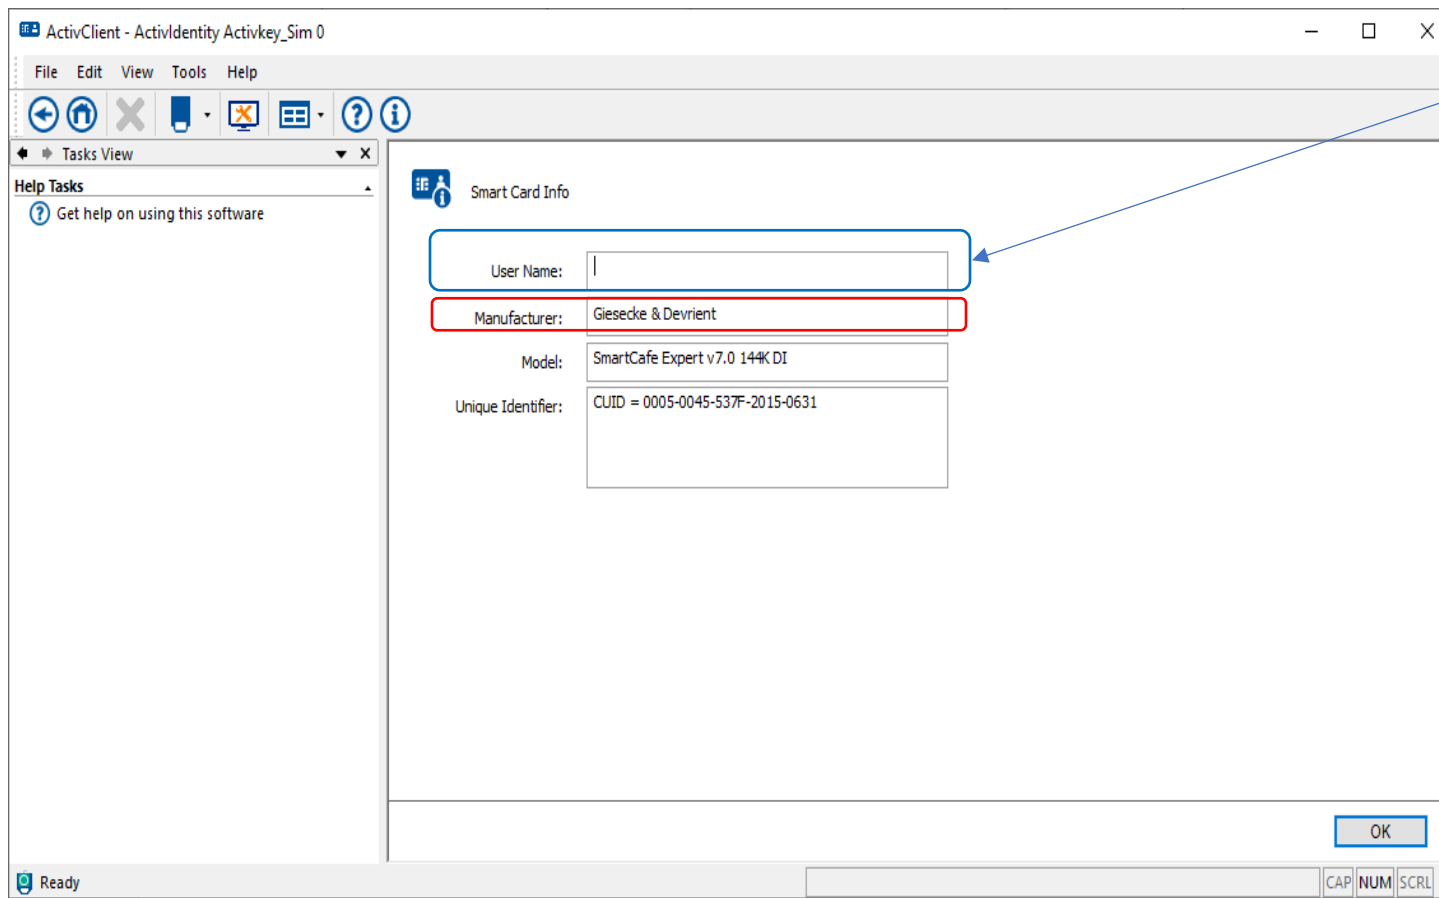 ActivClient - ActivIdentity Activkey_Sim 0
File Edit View Tools Help
Tasks View
Help Tasks
Get help on using this software
Smart Card Info
User Name:
Manufacturer: Giesecke & Devrient
Model: SmartCafe Expert v7.0 144K DI
Unique Identifier: CUID = 0005-0045-537F-2015-0631
OK
Ready
CAP NUM SCRL